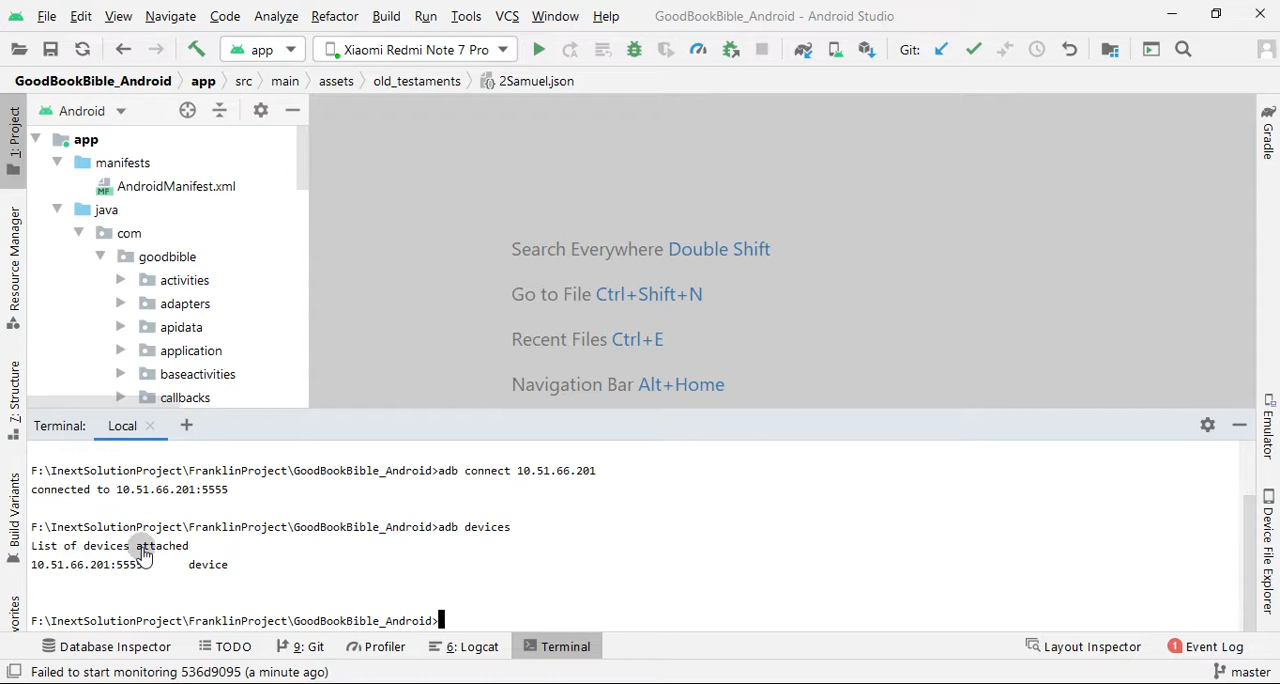 File Edit View Navigate Code Analyze Refactor Build Run Tools VCS Window Help GoodBookBible_Android - Android Studio
app Xiaomi Redmi Note 7 Pro Git:
GoodBookBible_Android app src main assets old_testaments 2Samuel.json
1: Project
Resource Manager
7: Structure
Build Variants
Android
app
manifests
MF AndroidManifest.xml
java
com
goodbible
activities
adapters
apidata
application
baseactivities
callbacks
Search Everywhere Double Shift
Go to File Ctrl+Shift+N
Recent Files Ctrl+E
Navigation Bar Alt+Home
Gradle
Emulator
Device File Explorer
Terminal: Local
F:\InextSolutionProject\FranklinProject\GoodBookBible_Android>adb connect 10.51.66.201
connected to 10.51.66.201:5555
F:\InextSolutionProject\FranklinProject\GoodBookBible_Android>adb devices
List of devices attached
10.51.66.201:5555 device
F:\InextSolutionProject\FranklinProject\GoodBookBible_Android>
Database Inspector TODO 9: Git Profiler 6: Logcat Terminal Layout Inspector 1 Event Log
Failed to start monitoring 536d9095 (a minute ago) master